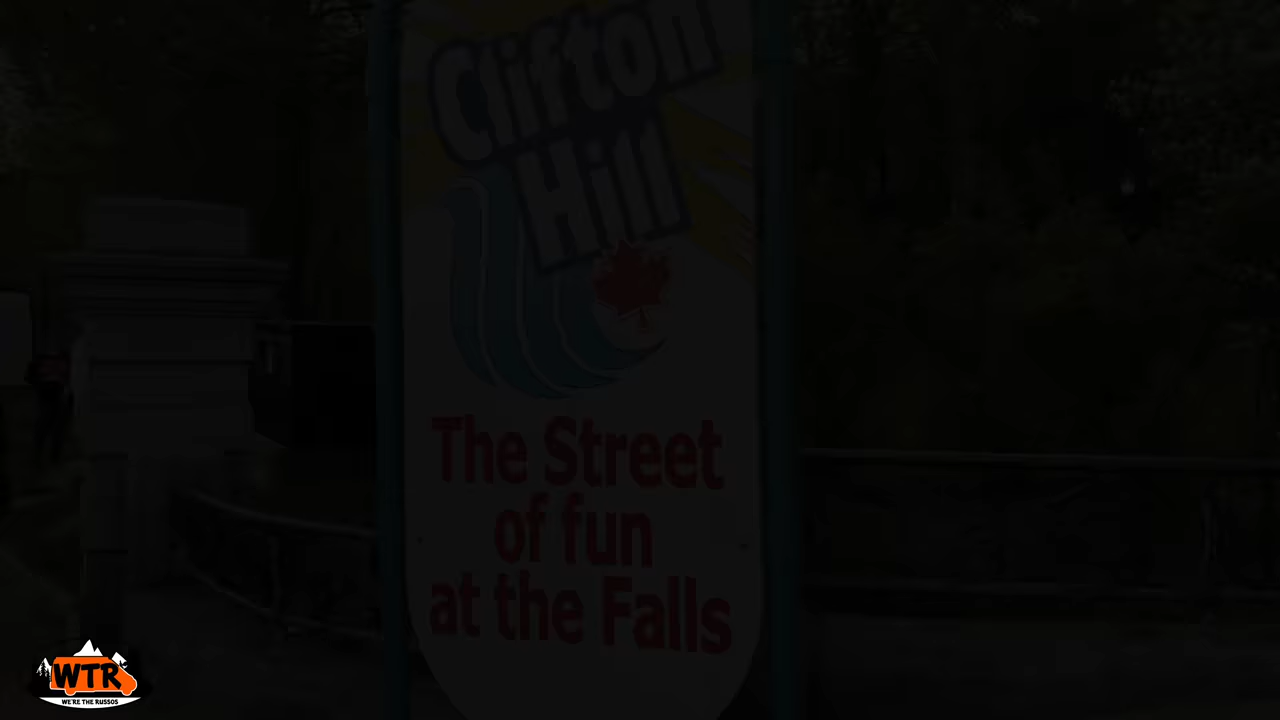 Clifton
Hill
The Street
of fun
at the Falls
WTR
WE'RE THE RUSSOS